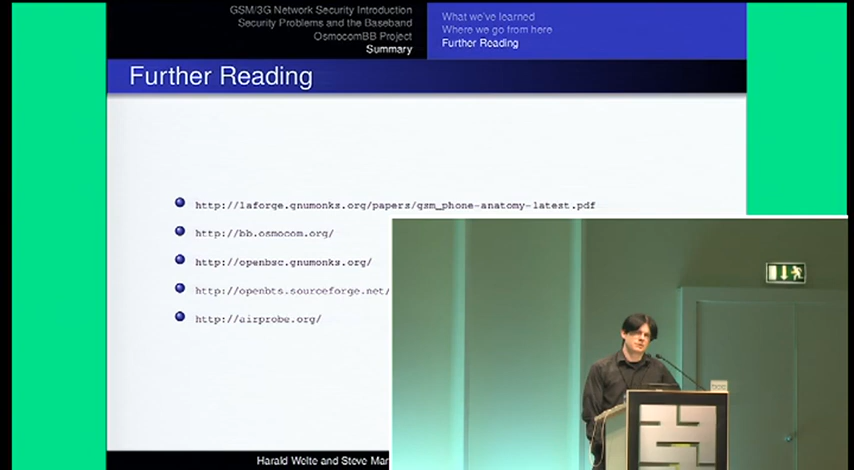 GSM/3G Network Security Introduction
Security Problems and the Baseband
OsmocomBB Project
Summary
What we've learned
Where we go from here
Further Reading
Further Reading
http://laforge.gnumonks.org/papers/gsm_phone-anatomy-latest.pdf
http://bb.osmocom.org/
http://openbsc.gnumonks.org/
http://openbts.sourceforge.net/
http://airprobe.org/
Harald Welte and Steve Mar